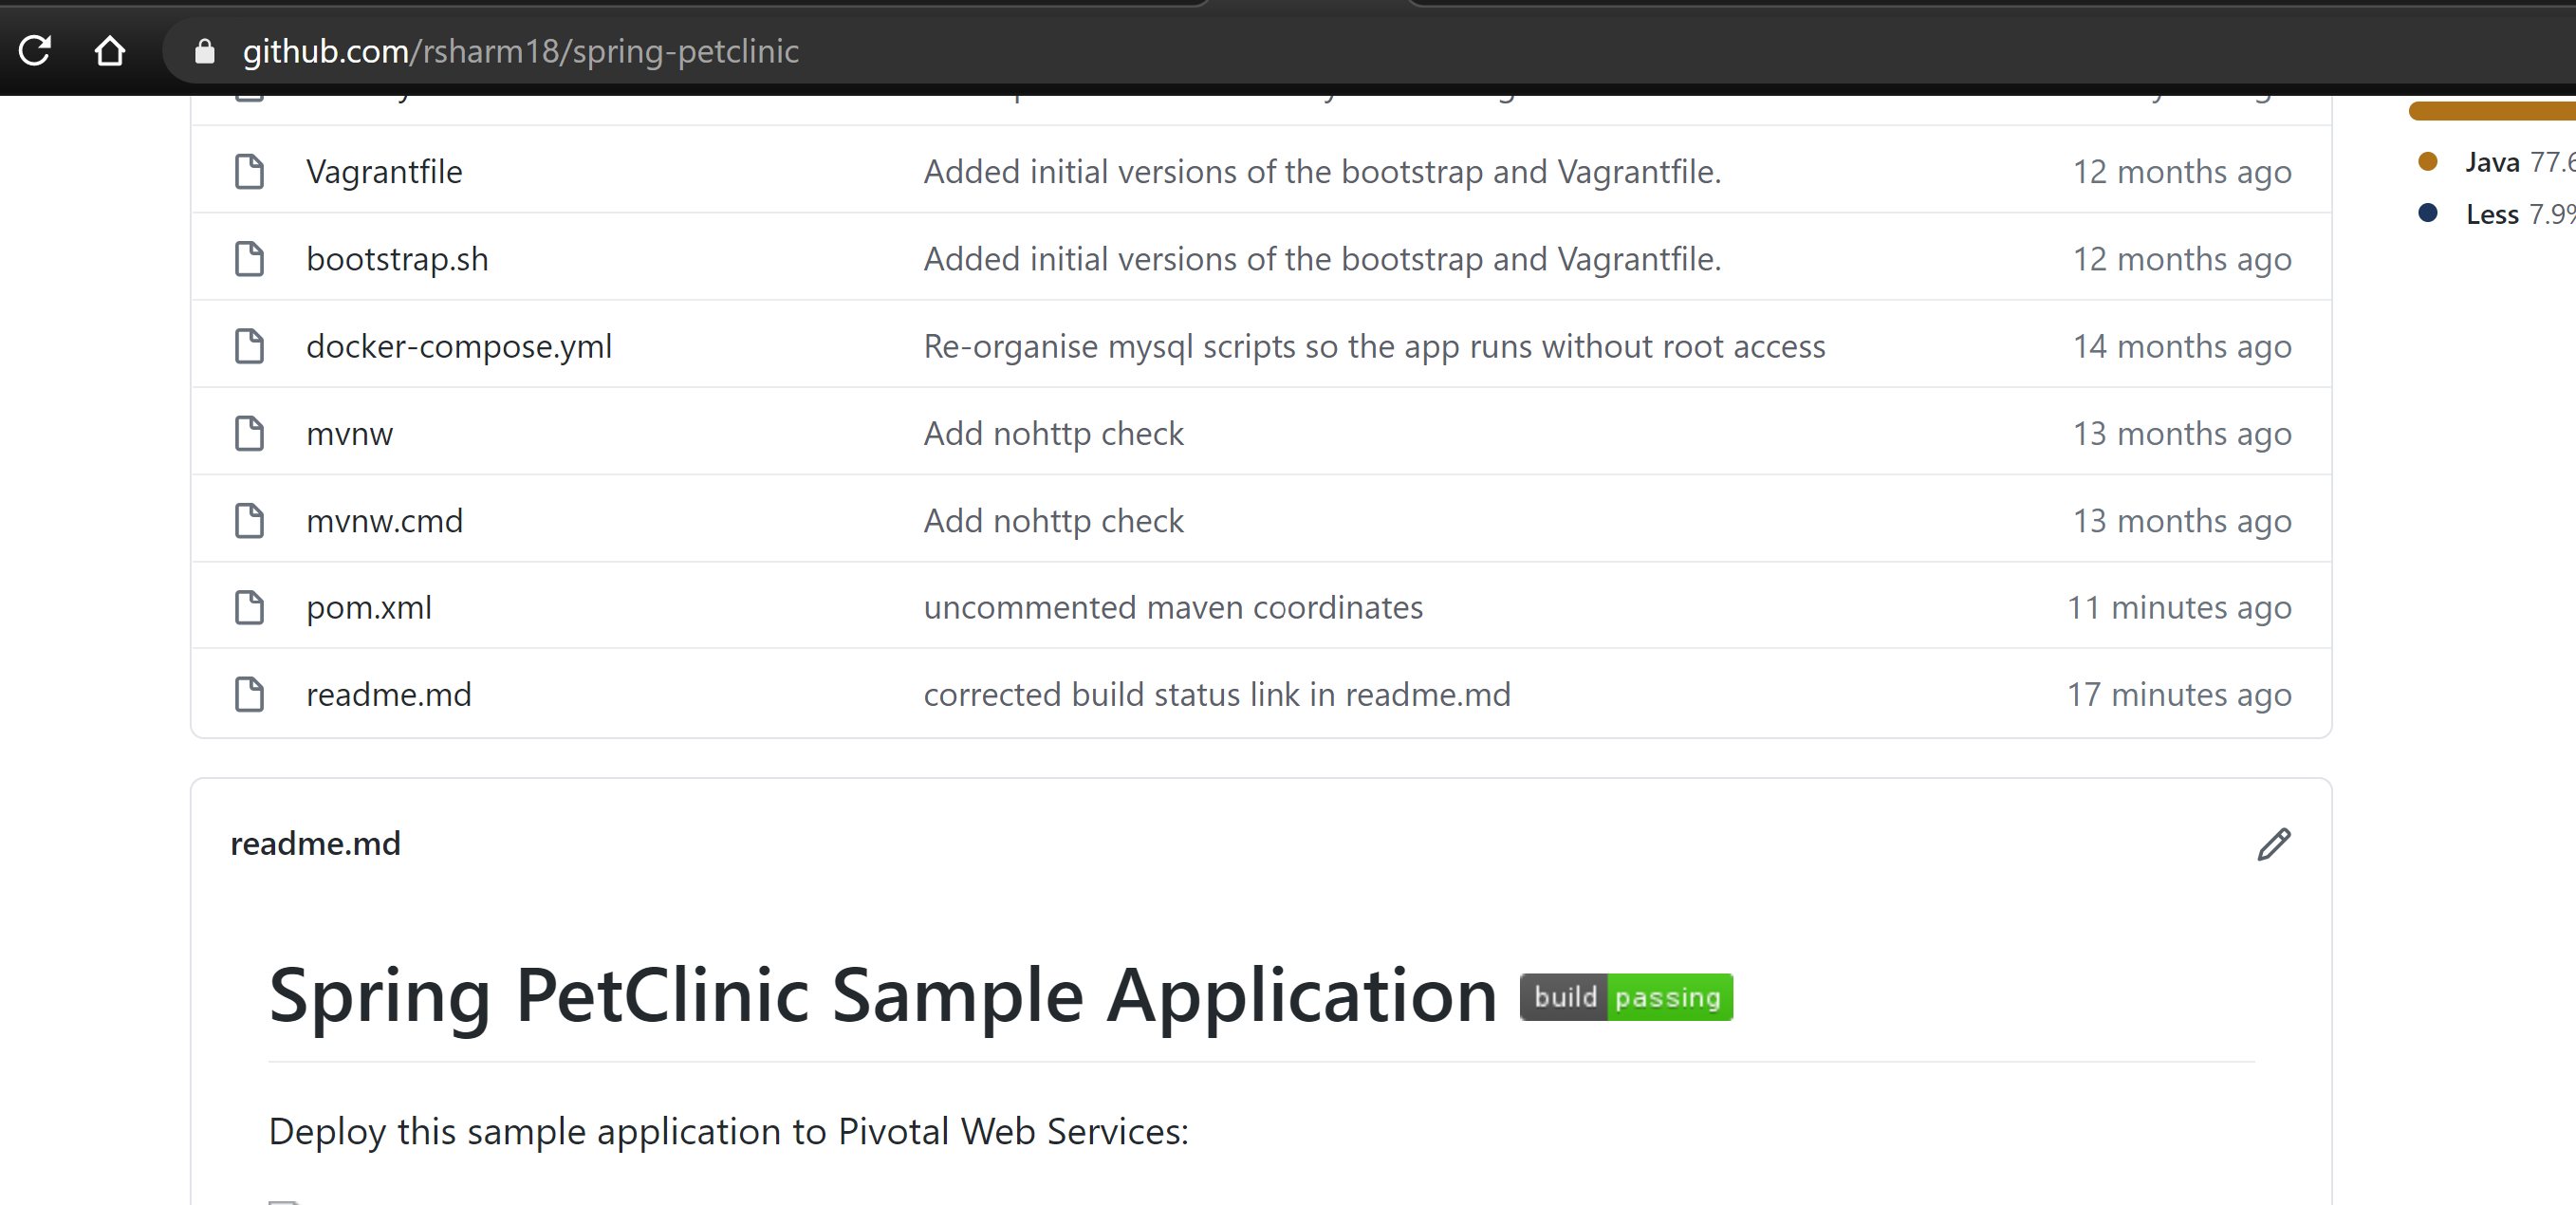 github.com/rsharm18/spring-petclinic
Vagrantfile Added initial versions of the bootstrap and Vagrantfile. 12 months ago
bootstrap.sh Added initial versions of the bootstrap and Vagrantfile. 12 months ago
docker-compose.yml Re-organise mysql scripts so the app runs without root access 14 months ago
mvnw Add nohttp check 13 months ago
mvnw.cmd Add nohttp check 13 months ago
pom.xml uncommented maven coordinates 11 minutes ago
readme.md corrected build status link in readme.md 17 minutes ago
Java
Less 7.9%
readme.md
Spring PetClinic Sample Application build passing
Deploy this sample application to Pivotal Web Services: